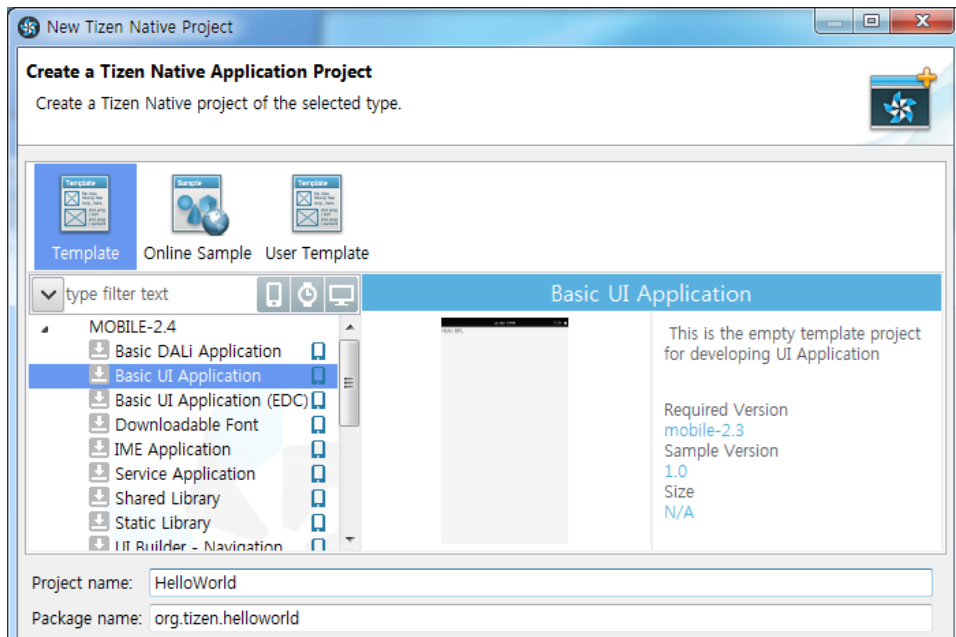 New Tizen Native Project
Create a Tizen Native Application Project
Create a Tizen Native project of the selected type.
Template
Sample
Template
Template
Online Sample
User Template
type filter text
Basic UI Application
MOBILE-2.4
Basic DALi Application
Basic UI Application
Basic UI Application (EDC)
Downloadable Font
IME Application
Service Application
Shared Library
Static Library
UI Builder - Navigation
This is the empty template project
for developing UI Application
Required Version
mobile-2.3
Sample Version
1.0
Size
N/A
Project name: HelloWorld
Package name: org.tizen.helloworld